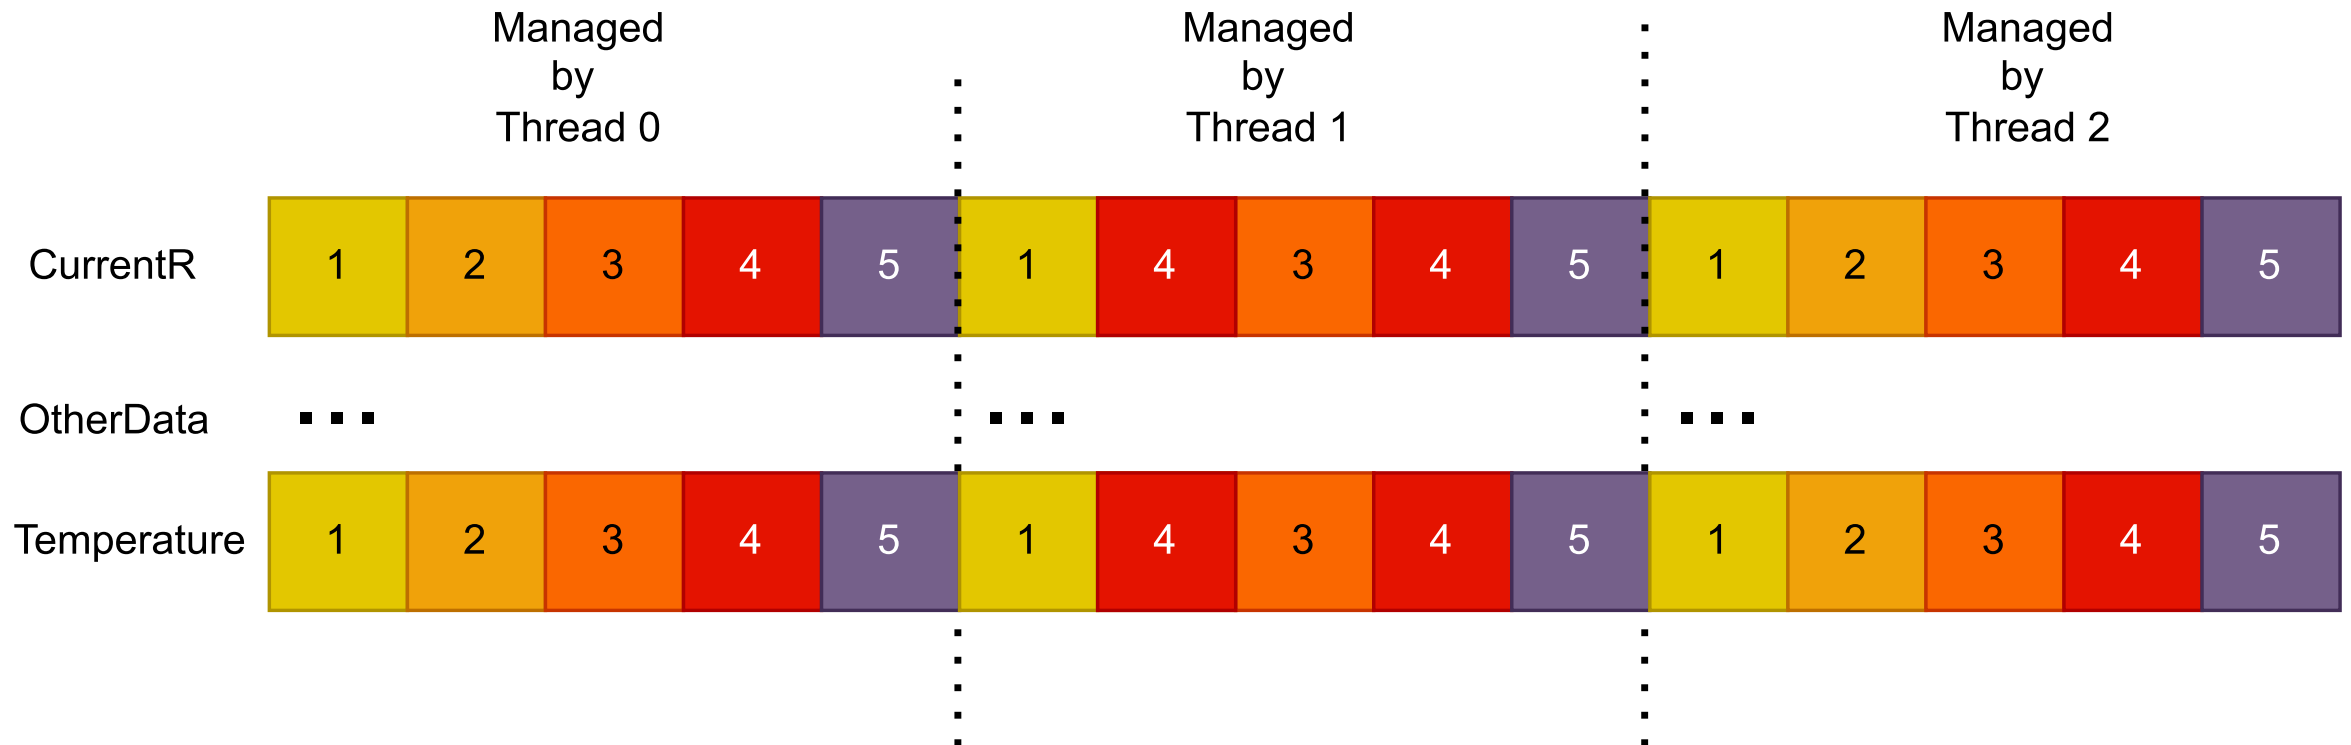 Managed
by
Thread 0
Managed
by
Thread 1
Managed
by
Thread 2
CurrentR 1 2 3 4 5 1 4 3 4 5 1 2 3 4 5
OtherData
Temperature 1 2 3 4 5 1 4 3 4 5 1 2 3 4 5